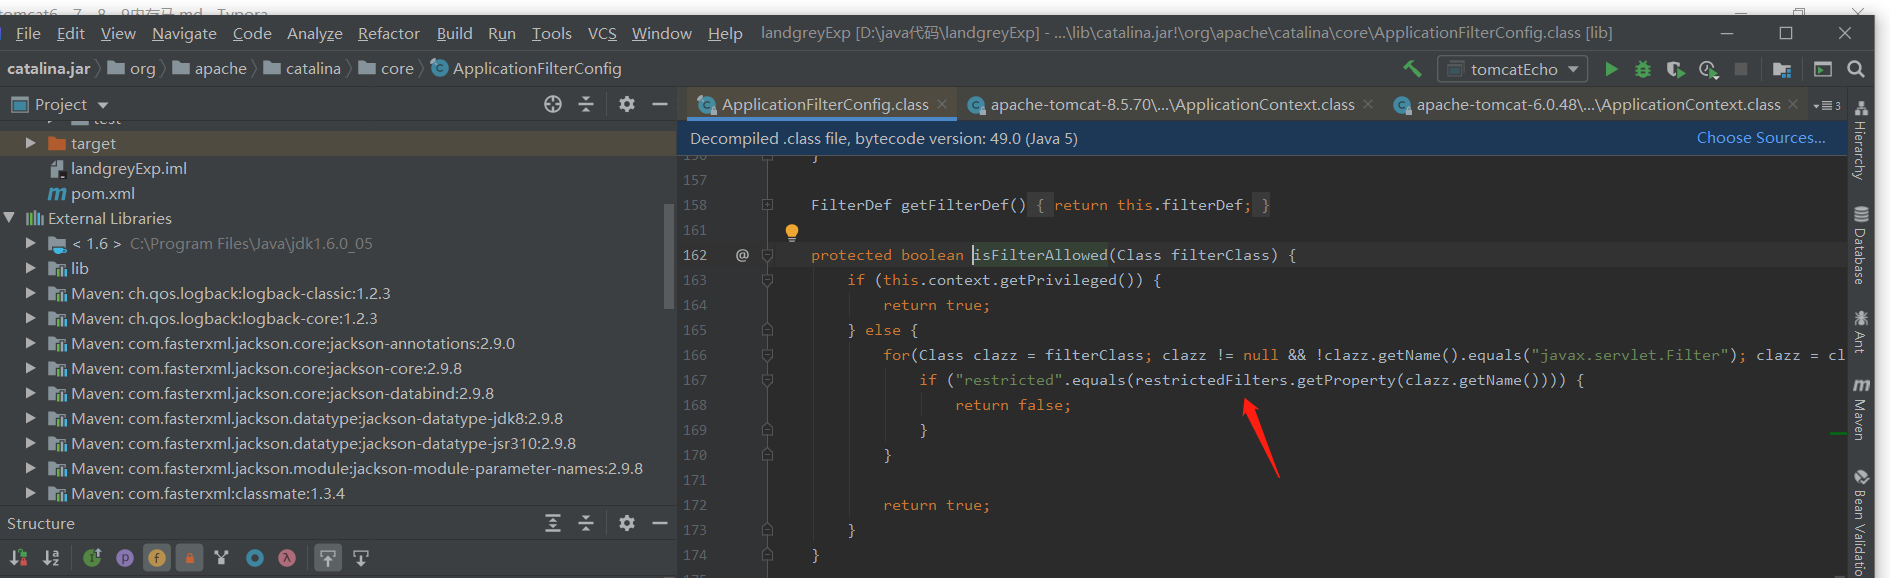 tomcat6、7、8、9内存马.md - Typora
File Edit View Navigate Code Analyze Refactor Build Run Tools VCS Window Help landgreyExp [D:\java代码\landgreyExp] - ...\lib\catalina.jar!\org\apache\catalina\core\ApplicationFilterConfig.class [lib]
catalina.jar org apache catalina core ApplicationFilterConfig tomcatEcho
Project
ApplicationFilterConfig.class apache-tomcat-8.5.70\...\ApplicationContext.class apache-tomcat-6.0.48\...\ApplicationContext.class 3
Decompiled .class file, bytecode version: 49.0 (Java 5) Choose Sources...
test
target
landgreyExp.iml
pom.xml
External Libraries
< 1.6 > C:\Program Files\Java\jdk1.6.0_05
lib
Maven: ch.qos.logback:logback-classic:1.2.3
Maven: ch.qos.logback:logback-core:1.2.3
Maven: com.fasterxml.jackson.core:jackson-annotations:2.9.0
Maven: com.fasterxml.jackson.core:jackson-core:2.9.8
Maven: com.fasterxml.jackson.core:jackson-databind:2.9.8
Maven: com.fasterxml.jackson.datatype:jackson-datatype-jdk8:2.9.8
Maven: com.fasterxml.jackson.datatype:jackson-datatype-jsr310:2.9.8
Maven: com.fasterxml.jackson.module:jackson-module-parameter-names:2.9.8
Maven: com.fasterxml:classmate:1.3.4
Structure
156 }
157
158 FilterDef getFilterDef() { return this.filterDef; }
161
162 @ protected boolean isFilterAllowed(Class filterClass) {
163 if (this.context.getPrivileged()) {
164 return true;
165 } else {
166 for(Class clazz = filterClass; clazz != null && !clazz.getName().equals("javax.servlet.Filter"); clazz = cl
167 if ("restricted".equals(restrictedFilters.getProperty(clazz.getName()))) {
168 return false;
169 }
170 }
171
172 return true;
173 }
174 }
175
Hierarchy
Database
Ant
Maven
Bean Validatio